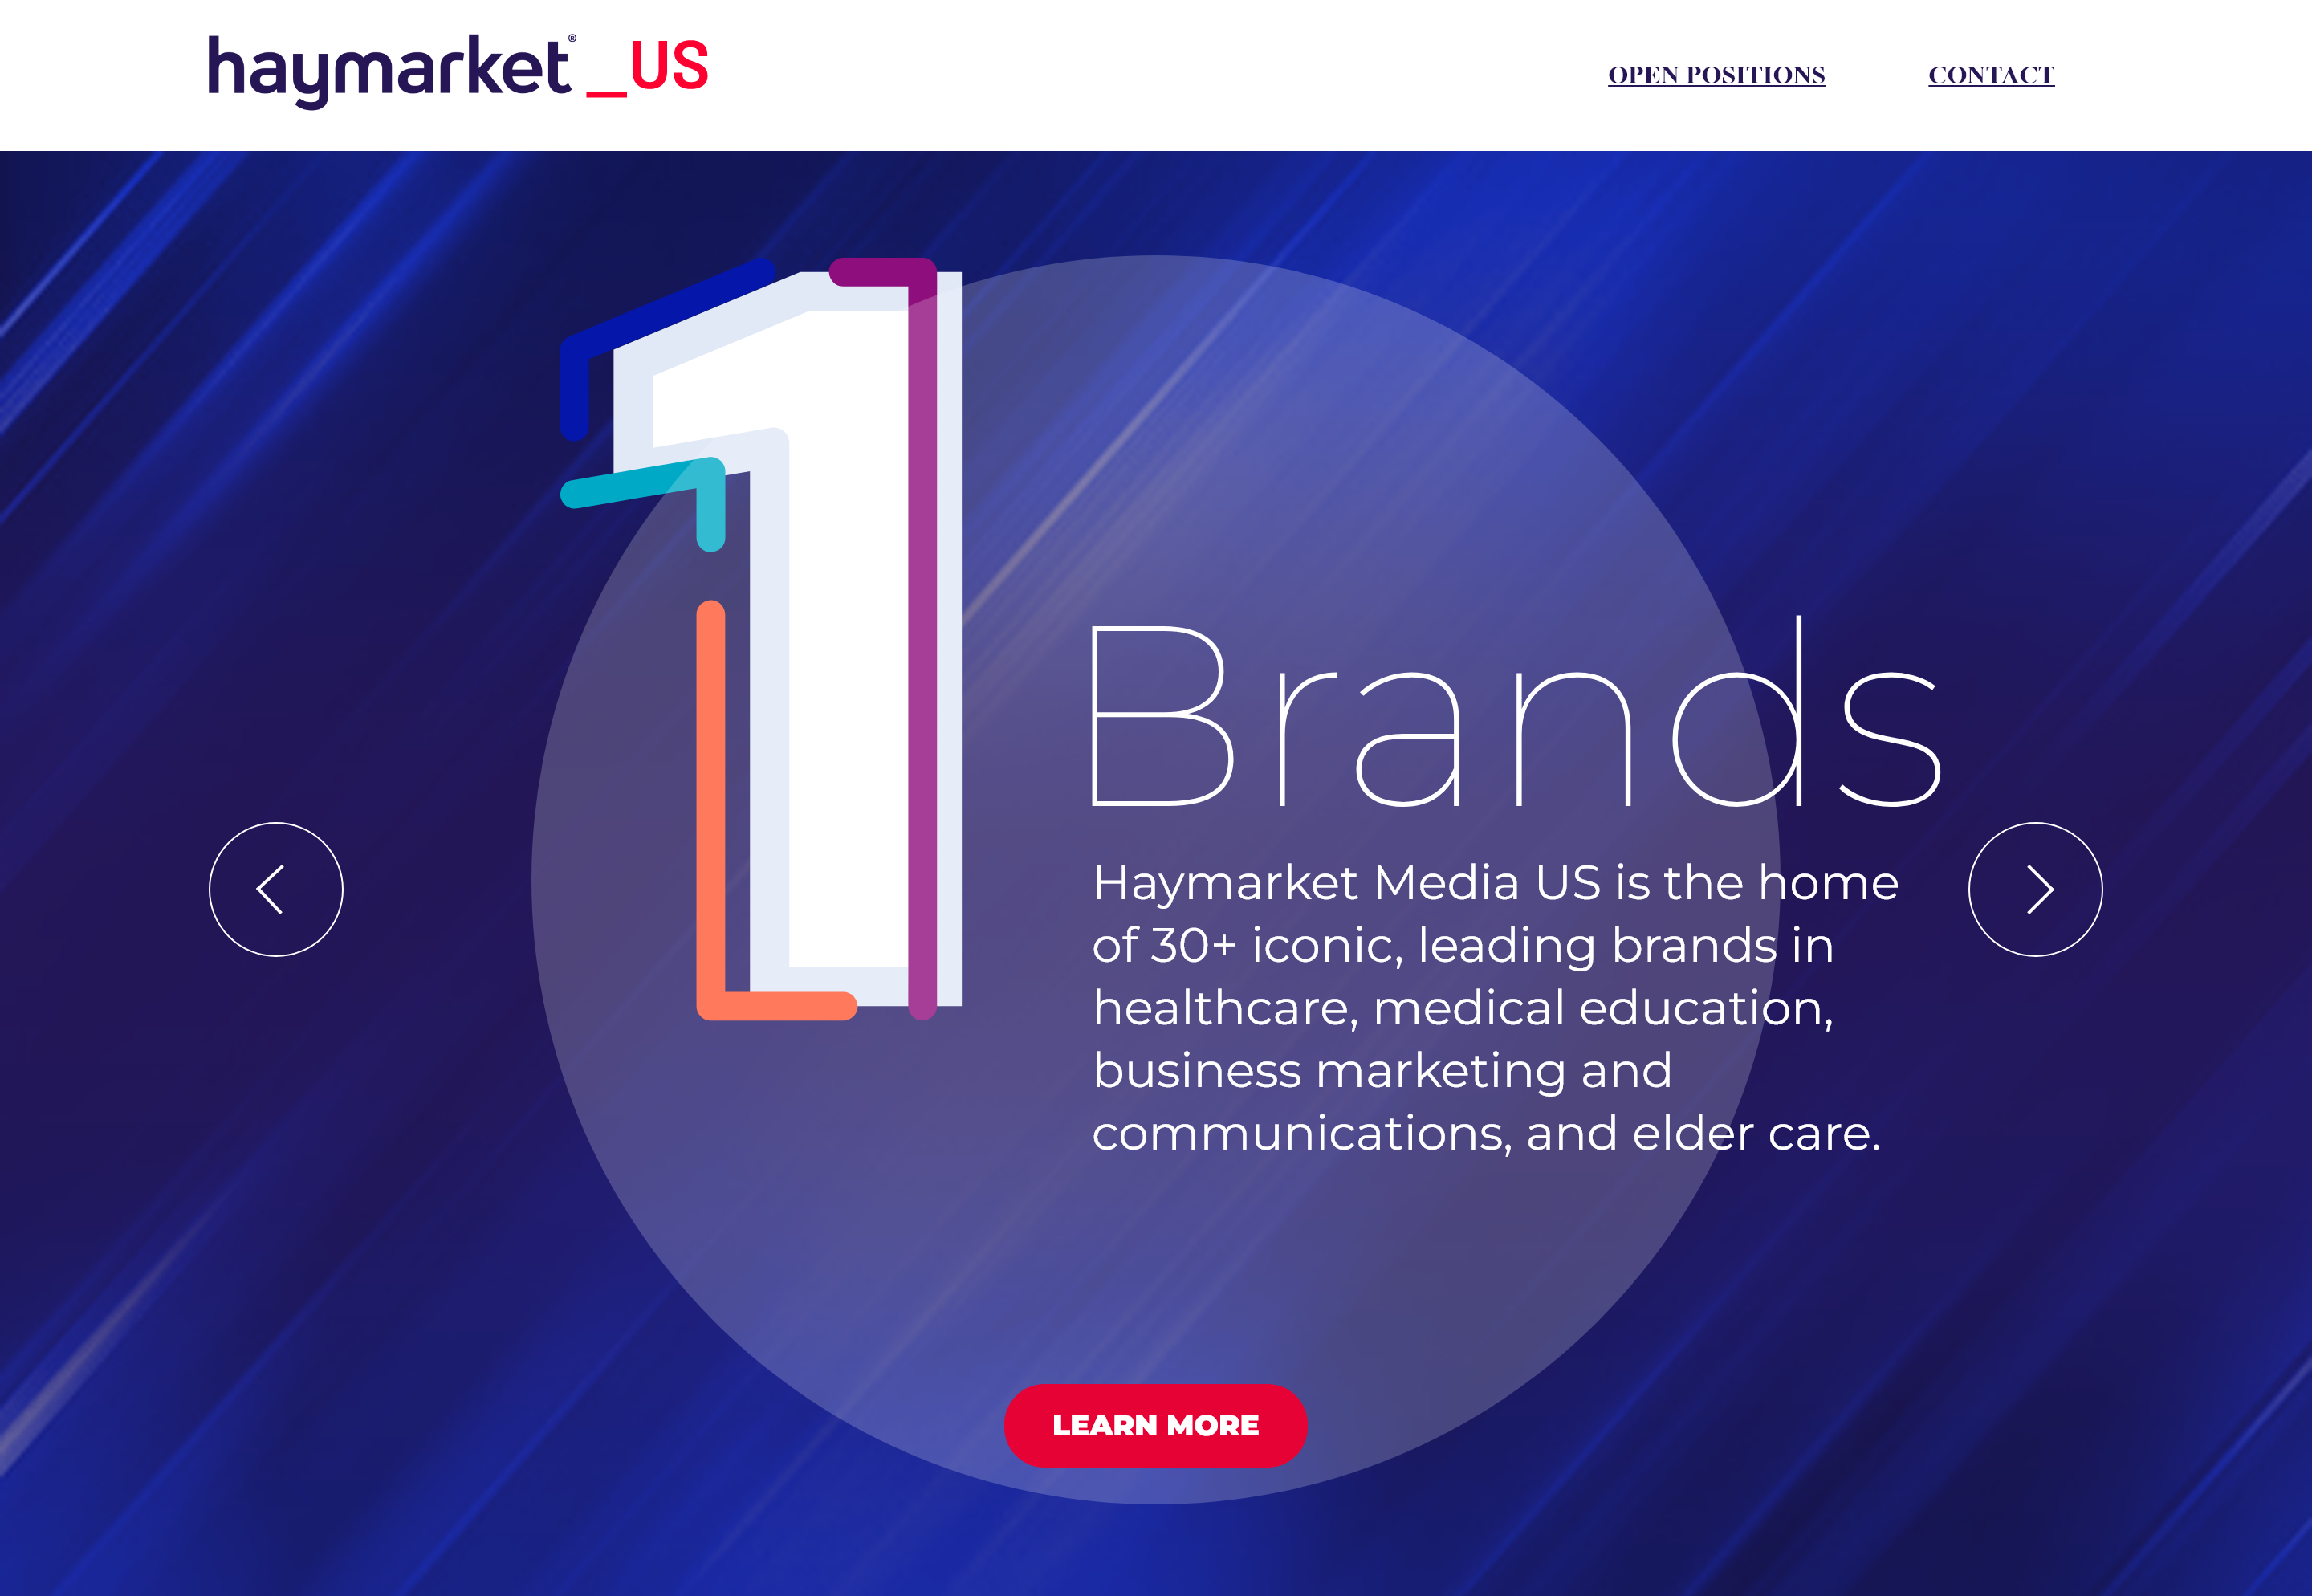 haymarket® _US
OPEN POSITIONS
CONTACT
1
Brands
Haymarket Media US is the home
of 30+ iconic, leading brands in
healthcare, medical education,
business marketing and
communications, and elder care.
LEARN MORE